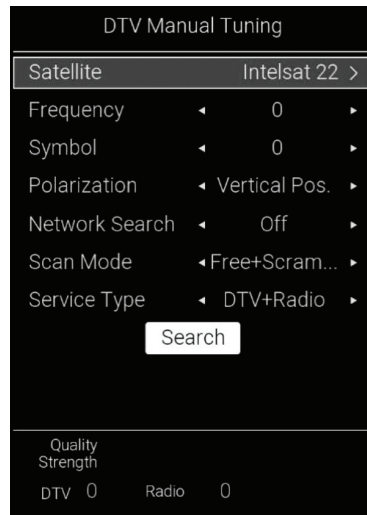 DTV Manual Tuning
Satellite Intelsat 22 >
Frequency ◂ 0 ▸
Symbol ◂ 0 ▸
Polarization ◂ Vertical Pos. ▸
Network Search ◂ Off ▸
Scan Mode ◂ Free+Scram... ▸
Service Type ◂ DTV+Radio ▸
Search
Quality
Strength
DTV 0 Radio 0